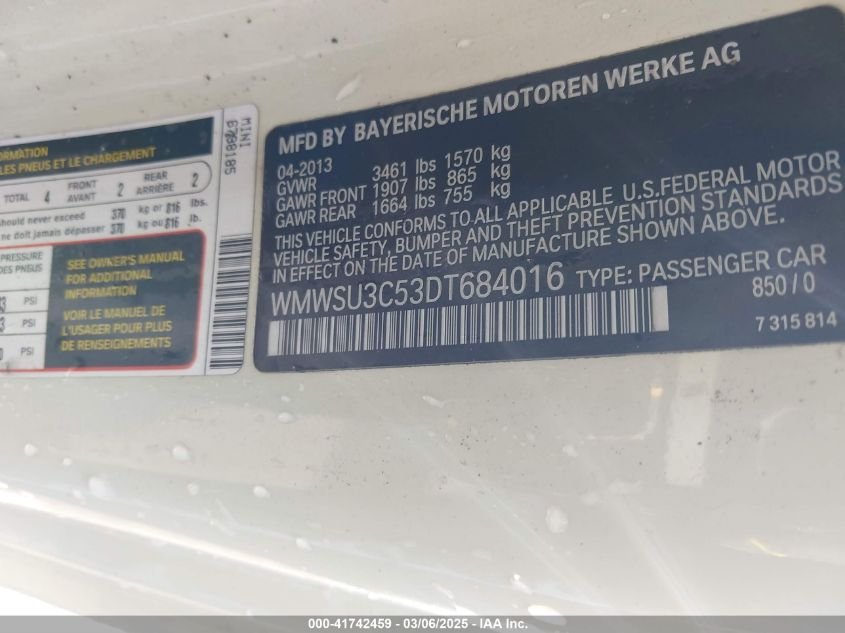 ORMATION
LES PNEUS ET LE CHARGEMENT
TOTAL 4 FRONT AVANT 2 REAR ARRIÈRE 2
should never exceed 370 kg or 816 lbs.
ne doit jamais dépasser 370 kg ou 816 lb.
PRESSURE
DES PNEUS
PSI
PSI
PSI
SEE OWNER'S MANUAL
FOR ADDITIONAL
INFORMATION
VOIR LE MANUEL DE
L'USAGER POUR PLUS
DE RENSEIGNEMENTS
MINI
MFD BY BAYERISCHE MOTOREN WERKE AG
04-2013
GVWR 3461 lbs 1570 kg
GAWR FRONT 1907 lbs 865 kg
GAWR REAR 1664 lbs 755 kg
THIS VEHICLE CONFORMS TO ALL APPLICABLE U.S.FEDERAL MOTOR
VEHICLE SAFETY, BUMPER AND THEFT PREVENTION STANDARDS
IN EFFECT ON THE DATE OF MANUFACTURE SHOWN ABOVE.
WMWSU3C53DT684016 TYPE: PASSENGER CAR
850/0
7 315 814
000-41742459 — 03/06/2025 — IAA Inc.